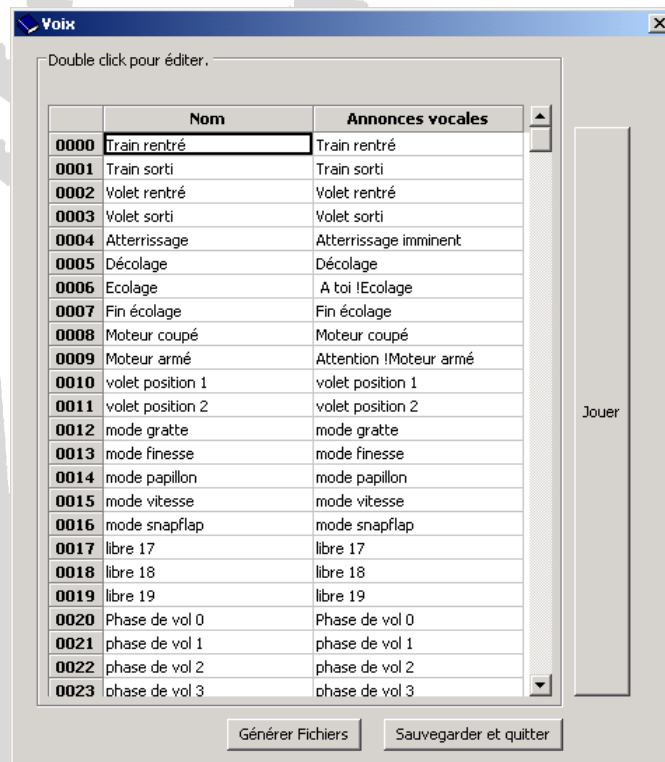 Voix
Double click pour éditer.
Nom Annonces vocales
0000 Train rentré Train rentré
0001 Train sorti Train sorti
0002 Volet rentré Volet rentré
0003 Volet sorti Volet sorti
0004 Atterrissage Atterrissage imminent
0005 Décolage Décolage
0006 Ecolage A toi !Ecolage
0007 Fin écolage Fin écolage
0008 Moteur coupé Moteur coupé
0009 Moteur armé Attention !Moteur armé
0010 volet position 1 volet position 1
0011 volet position 2 volet position 2
0012 mode gratte mode gratte
0013 mode finesse mode finesse
0014 mode papillon mode papillon
0015 mode vitesse mode vitesse
0016 mode snapflap mode snapflap
0017 libre 17 libre 17
0018 libre 18 libre 18
0019 libre 19 libre 19
0020 Phase de vol 0 Phase de vol 0
0021 phase de vol 1 phase de vol 1
0022 phase de vol 2 phase de vol 2
0023 phase de vol 3 phase de vol 3
Jouer
Générer Fichiers Sauvegarder et quitter